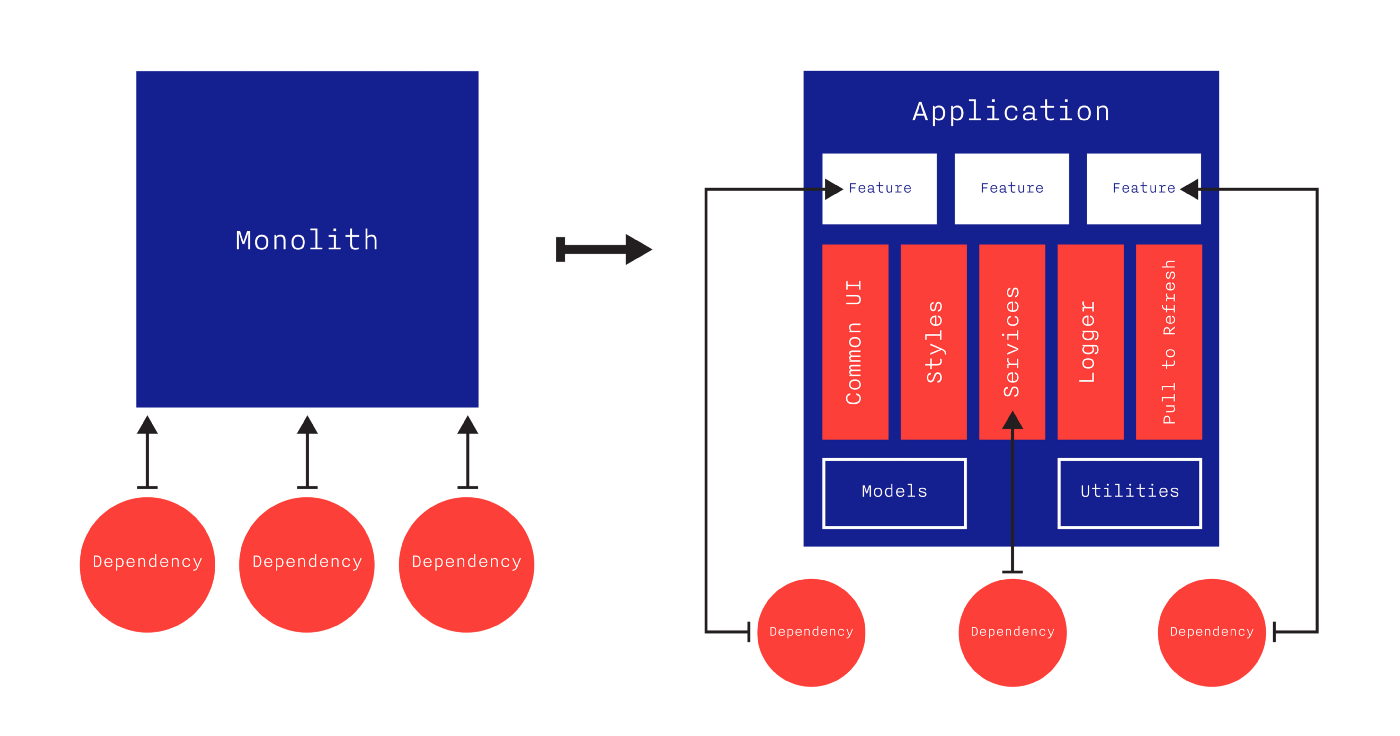 Monolith
Dependency
Dependency
Dependency
Application
Feature
Feature
Feature
Common UI
Styles
Services
Logger
Pull to Refresh
Models
Utilities
Dependency
Dependency
Dependency